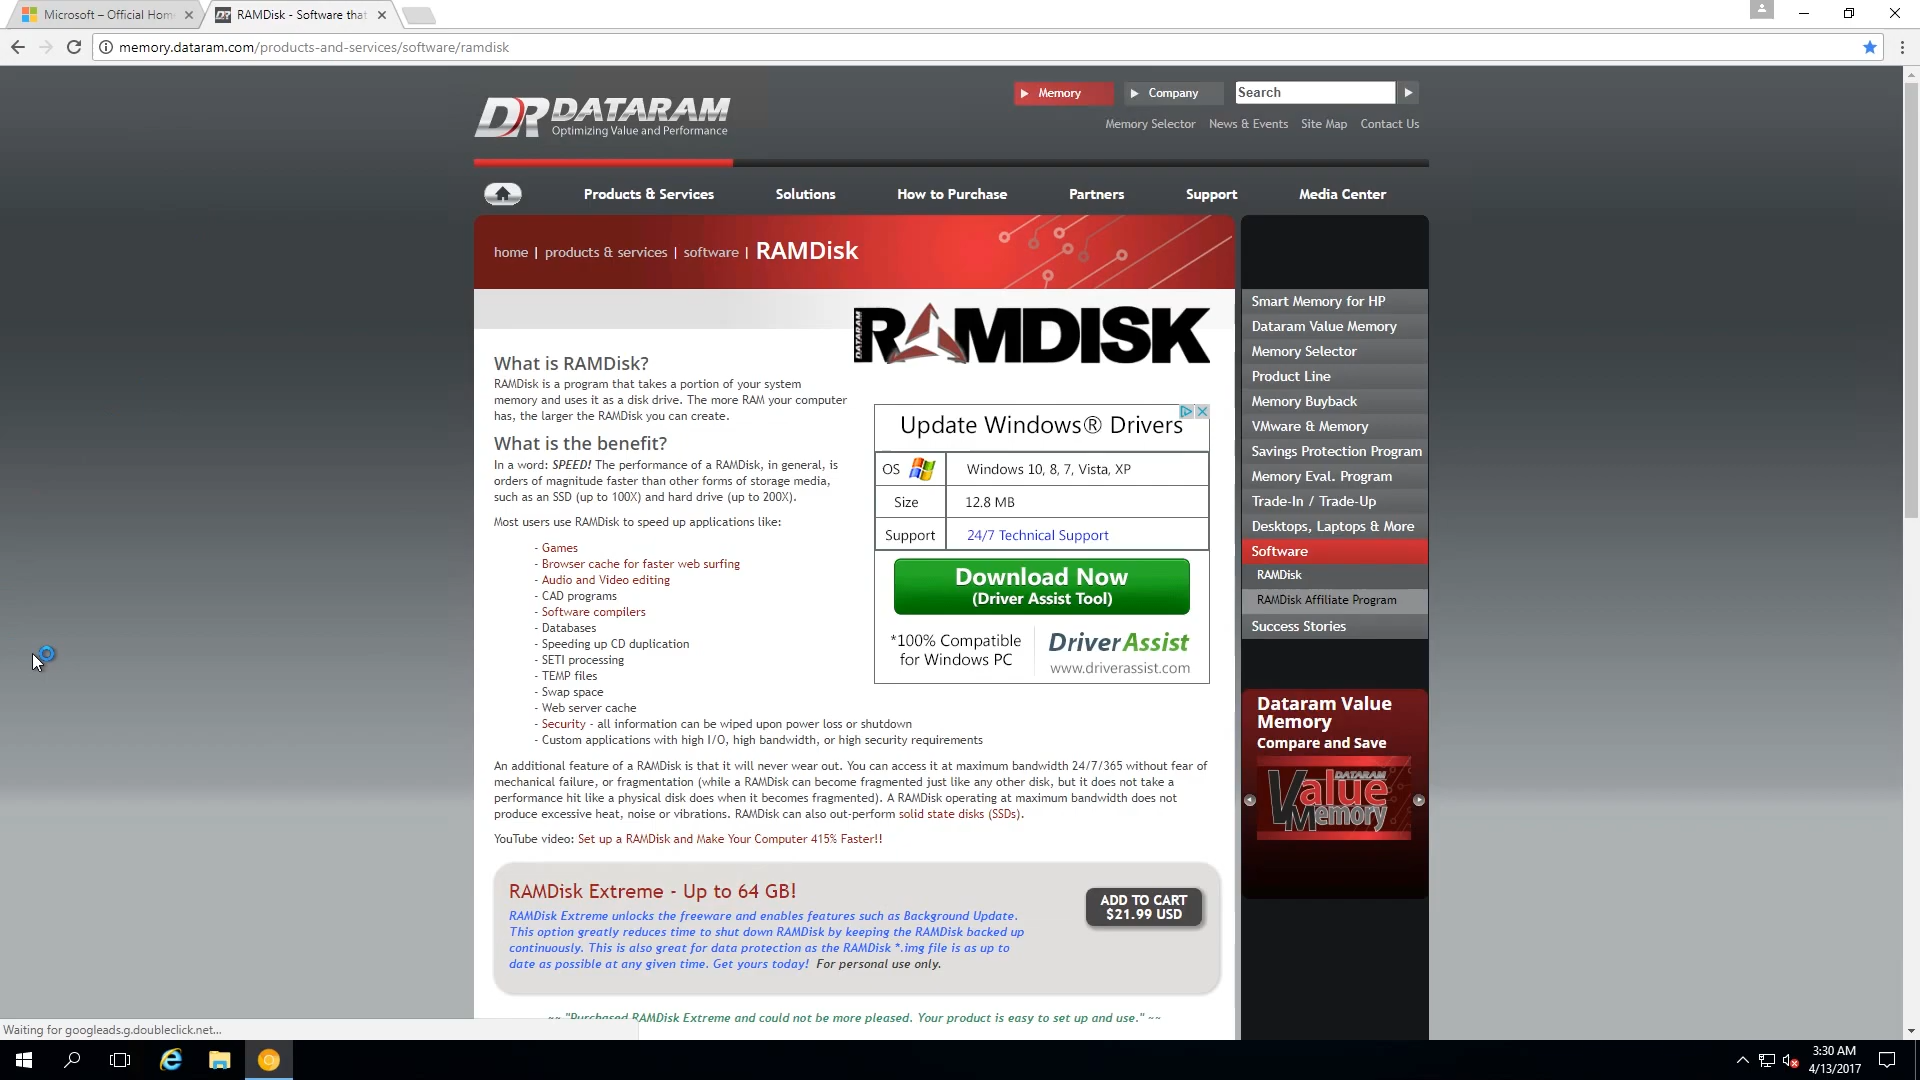 Microsoft – Official Hom
RAMDisk - Software that
memory.dataram.com/products-and-services/software/ramdisk
DR DATARAM
Optimizing Value and Performance
Memory
Company
Search
Memory Selector
News & Events
Site Map
Contact Us
Products & Services
Solutions
How to Purchase
Partners
Support
Media Center
home | products & services | software | RAMDisk
DATARAM RAMDISK
What is RAMDisk?
RAMDisk is a program that takes a portion of your system
memory and uses it as a disk drive. The more RAM your computer
has, the larger the RAMDisk you can create.
What is the benefit?
In a word: SPEED! The performance of a RAMDisk, in general, is
orders of magnitude faster than other forms of storage media,
such as an SSD (up to 100X) and hard drive (up to 200X).
Most users use RAMDisk to speed up applications like:
- Games
- Browser cache for faster web surfing
- Audio and Video editing
- CAD programs
- Software compilers
- Databases
- Speeding up CD duplication
- SETI processing
- TEMP files
- Swap space
- Web server cache
- Security - all information can be wiped upon power loss or shutdown
- Custom applications with high I/O, high bandwidth, or high security requirements
Update Windows® Drivers
OS
Windows 10, 8, 7, Vista, XP
Size
12.8 MB
Support
24/7 Technical Support
Download Now
(Driver Assist Tool)
*100% Compatible
for Windows PC
DriverAssist
www.driverassist.com
An additional feature of a RAMDisk is that it will never wear out. You can access it at maximum bandwidth 24/7/365 without fear of
mechanical failure, or fragmentation (while a RAMDisk can become fragmented just like any other disk, but it does not take a
performance hit like a physical disk does when it becomes fragmented). A RAMDisk operating at maximum bandwidth does not
produce excessive heat, noise or vibrations. RAMDisk can also out-perform solid state disks (SSDs).
YouTube video: Set up a RAMDisk and Make Your Computer 415% Faster!!
RAMDisk Extreme - Up to 64 GB!
RAMDisk Extreme unlocks the freeware and enables features such as Background Update.
This option greatly reduces time to shut down RAMDisk by keeping the RAMDisk backed up
continuously. This is also great for data protection as the RAMDisk *.img file is as up to
date as possible at any given time. Get yours today! For personal use only.
ADD TO CART
$21.99 USD
~~ "Purchased RAMDisk Extreme and could not be more pleased. Your product is easy to set up and use." ~~
Smart Memory for HP
Dataram Value Memory
Memory Selector
Product Line
Memory Buyback
VMware & Memory
Savings Protection Program
Memory Eval. Program
Trade-In / Trade-Up
Desktops, Laptops & More
Software
RAMDisk
RAMDisk Affiliate Program
Success Stories
Dataram Value
Memory
Compare and Save
DATARAM
Value
Memory
Waiting for googleads.g.doubleclick.net...
3:30 AM
4/13/2017